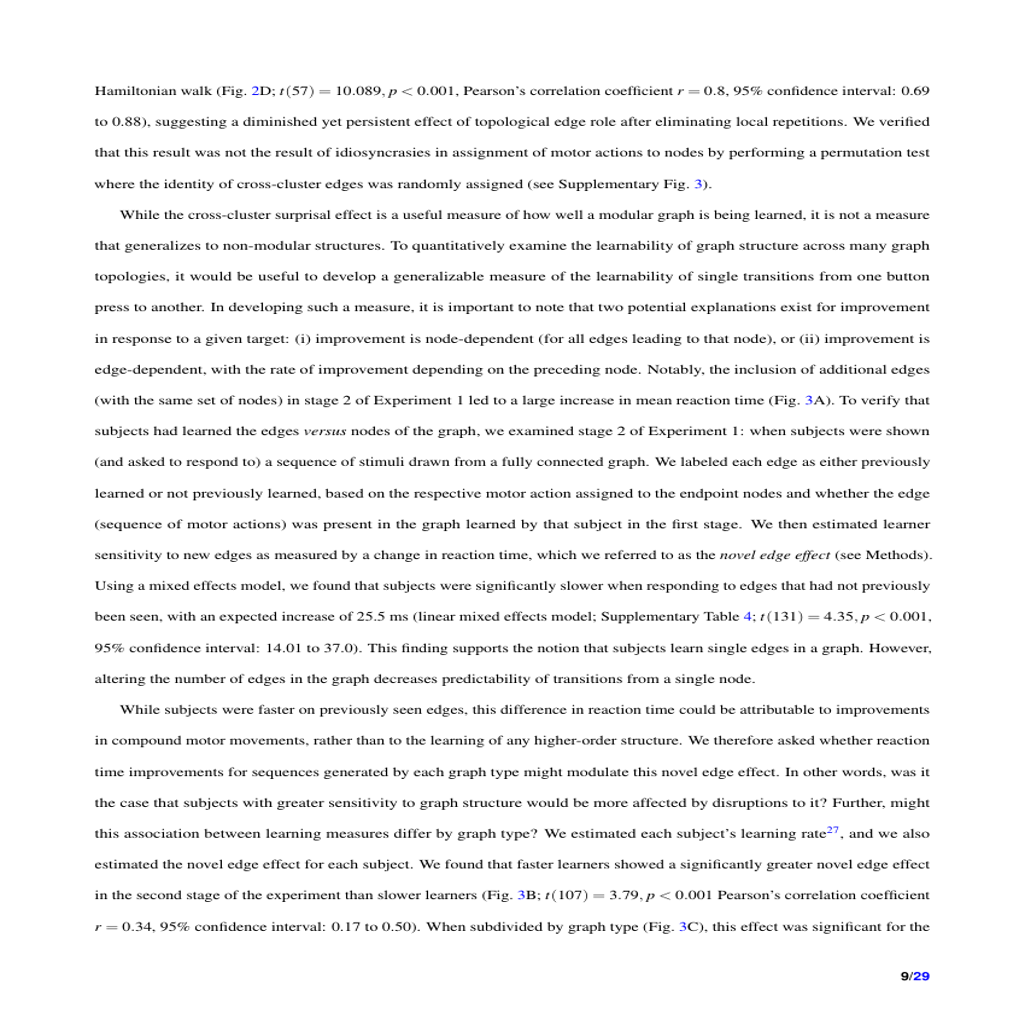 Hamiltonian walk (Fig. 2D; t(57) = 10.089, p < 0.001, Pearson's correlation coefficient r = 0.8, 95% confidence interval: 0.69
to 0.88), suggesting a diminished yet persistent effect of topological edge role after eliminating local repetitions. We verified
that this result was not the result of idiosyncrasies in assignment of motor actions to nodes by performing a permutation test
where the identity of cross-cluster edges was randomly assigned (see Supplementary Fig. 3).
While the cross-cluster surprisal effect is a useful measure of how well a modular graph is being learned, it is not a measure
that generalizes to non-modular structures. To quantitatively examine the learnability of graph structure across many graph
topologies, it would be useful to develop a generalizable measure of the learnability of single transitions from one button
press to another. In developing such a measure, it is important to note that two potential explanations exist for improvement
in response to a given target: (i) improvement is node-dependent (for all edges leading to that node), or (ii) improvement is
edge-dependent, with the rate of improvement depending on the preceding node. Notably, the inclusion of additional edges
(with the same set of nodes) in stage 2 of Experiment 1 led to a large increase in mean reaction time (Fig. 3A). To verify that
subjects had learned the edges versus nodes of the graph, we examined stage 2 of Experiment 1: when subjects were shown
(and asked to respond to) a sequence of stimuli drawn from a fully connected graph. We labeled each edge as either previously
learned or not previously learned, based on the respective motor action assigned to the endpoint nodes and whether the edge
(sequence of motor actions) was present in the graph learned by that subject in the first stage. We then estimated learner
sensitivity to new edges as measured by a change in reaction time, which we referred to as the novel edge effect (see Methods).
Using a mixed effects model, we found that subjects were significantly slower when responding to edges that had not previously
been seen, with an expected increase of 25.5 ms (linear mixed effects model; Supplementary Table 4; t(131) = 4.35, p < 0.001,
95% confidence interval: 14.01 to 37.0). This finding supports the notion that subjects learn single edges in a graph. However,
altering the number of edges in the graph decreases predictability of transitions from a single node.
While subjects were faster on previously seen edges, this difference in reaction time could be attributable to improvements
in compound motor movements, rather than to the learning of any higher-order structure. We therefore asked whether reaction
time improvements for sequences generated by each graph type might modulate this novel edge effect. In other words, was it
the case that subjects with greater sensitivity to graph structure would be more affected by disruptions to it? Further, might
this association between learning measures differ by graph type? We estimated each subject's learning rate27, and we also
estimated the novel edge effect for each subject. We found that faster learners showed a significantly greater novel edge effect
in the second stage of the experiment than slower learners (Fig. 3B; t(107) = 3.79, p < 0.001 Pearson's correlation coefficient
r = 0.34, 95% confidence interval: 0.17 to 0.50). When subdivided by graph type (Fig. 3C), this effect was significant for the
9/29